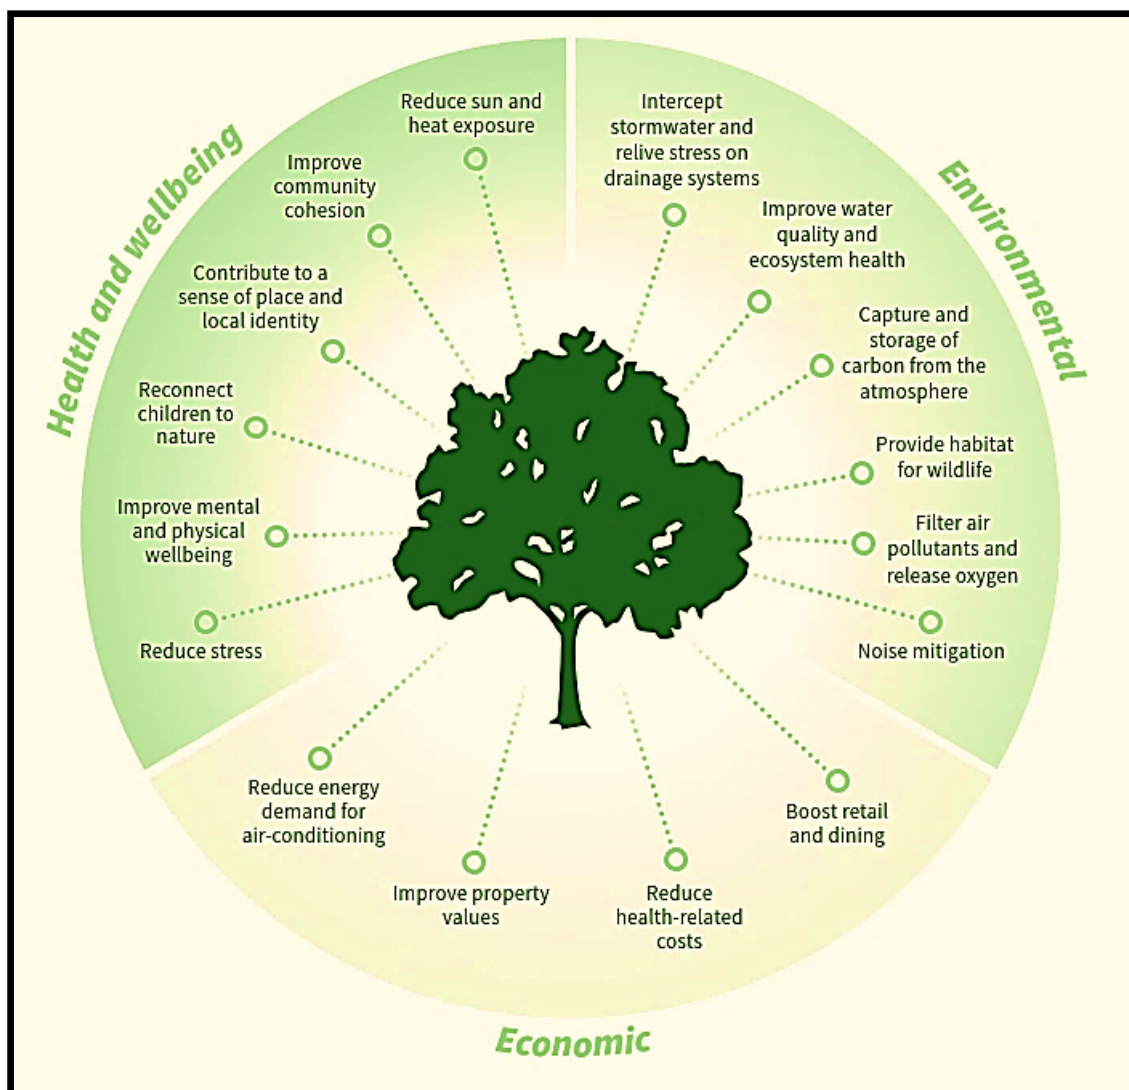 Health and wellbeing
Reduce sun and
heat exposure
Improve
community
cohesion
Contribute to a
sense of place and
local identity
Reconnect
children to
nature
Improve mental
and physical
wellbeing
Reduce stress
Environmental
Intercept
stormwater and
relive stress on
drainage systems
Improve water
quality and
ecosystem health
Capture and
storage of
carbon from the
atmosphere
Provide habitat
for wildlife
Filter air
pollutants and
release oxygen
Noise mitigation
Reduce energy
demand for
air-conditioning
Improve property
values
Reduce
health-related
costs
Boost retail
and dining
Economic